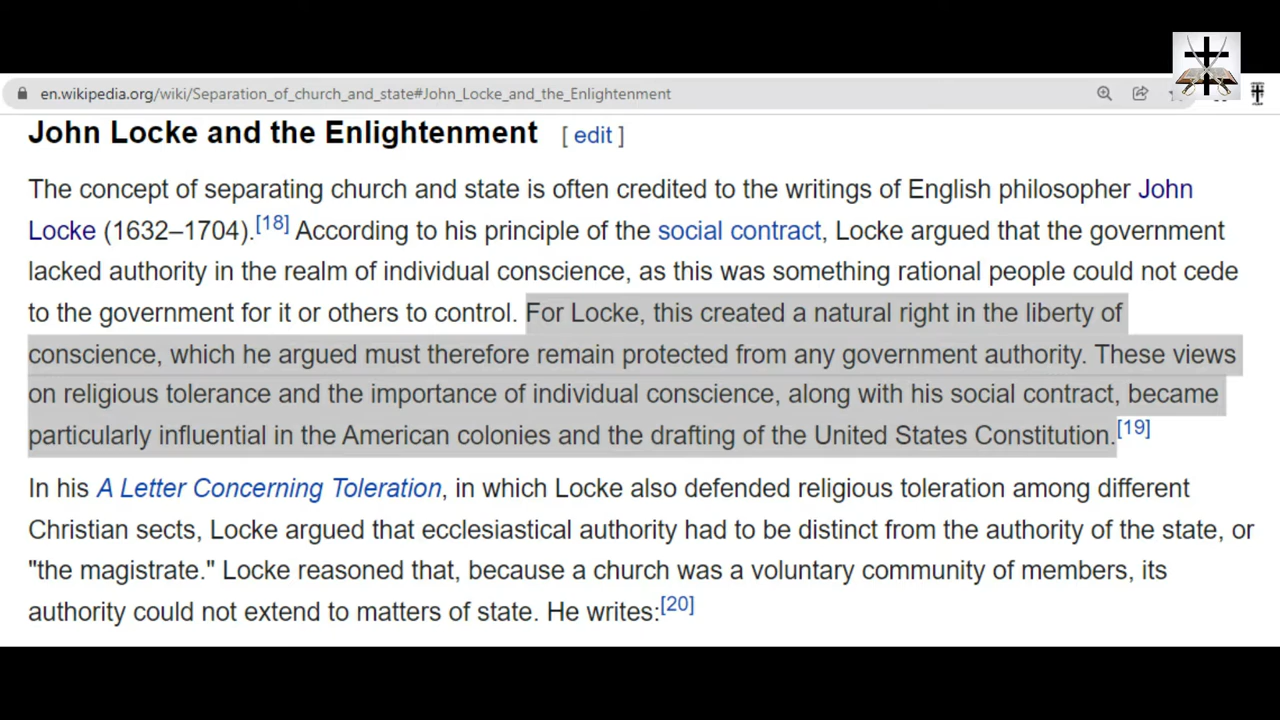 en.wikipedia.org/wiki/Separation_of_church_and_state#John_Locke_and_the_Enlightenment
John Locke and the Enlightenment [ edit ]
The concept of separating church and state is often credited to the writings of English philosopher John
Locke (1632–1704).[18] According to his principle of the social contract, Locke argued that the government
lacked authority in the realm of individual conscience, as this was something rational people could not cede
to the government for it or others to control. For Locke, this created a natural right in the liberty of
conscience, which he argued must therefore remain protected from any government authority. These views
on religious tolerance and the importance of individual conscience, along with his social contract, became
particularly influential in the American colonies and the drafting of the United States Constitution.[19]
In his A Letter Concerning Toleration, in which Locke also defended religious toleration among different
Christian sects, Locke argued that ecclesiastical authority had to be distinct from the authority of the state, or
"the magistrate." Locke reasoned that, because a church was a voluntary community of members, its
authority could not extend to matters of state. He writes:[20]